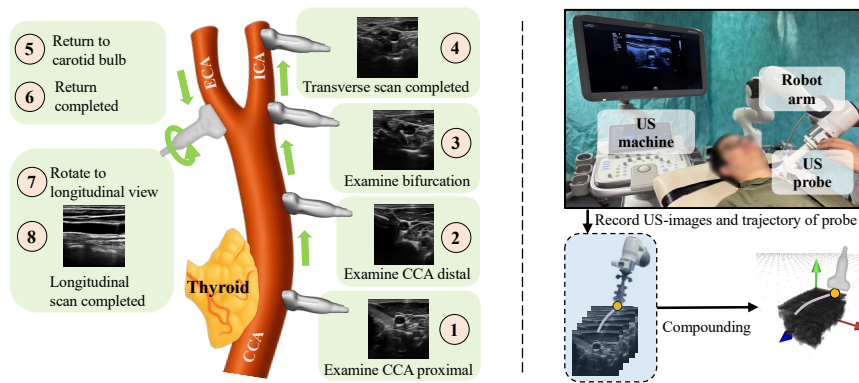 5
Return to
carotid bulb
6
Return
completed
7
Rotate to
longitudinal view
8
Longitudinal
scan completed
ECA
ICA
CCA
Thyroid
4
Transverse scan completed
3
Examine bifurcation
2
Examine CCA distal
1
Examine CCA proximal
US
machine
Robot
arm
US
probe
Record US-images and trajectory of probe
Compounding